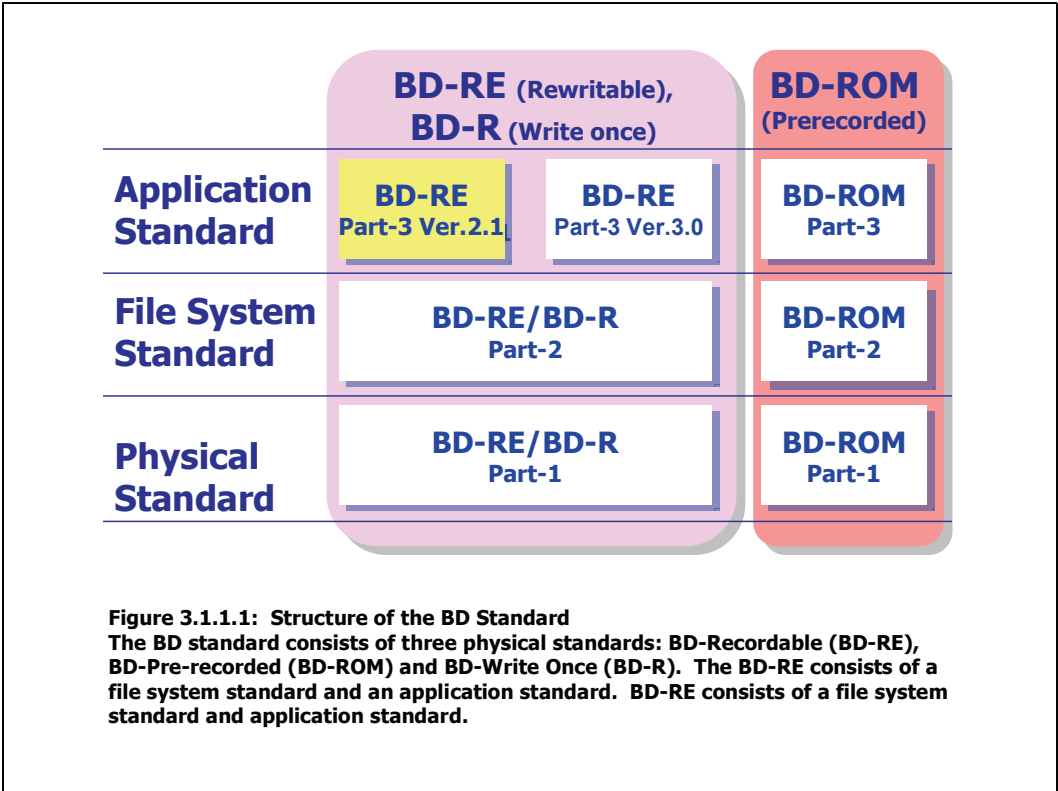 BD-RE (Rewritable),
BD-R (Write once)
BD-ROM
(Prerecorded)
Application
Standard
BD-RE
Part-3 Ver.2.1
BD-RE
Part-3 Ver.3.0
BD-ROM
Part-3
File System
Standard
BD-RE/BD-R
Part-2
BD-ROM
Part-2
Physical
Standard
BD-RE/BD-R
Part-1
BD-ROM
Part-1
Figure 3.1.1.1: Structure of the BD Standard
The BD standard consists of three physical standards: BD-Recordable (BD-RE),
BD-Pre-recorded (BD-ROM) and BD-Write Once (BD-R). The BD-RE consists of a
file system standard and an application standard. BD-RE consists of a file system
standard and application standard.